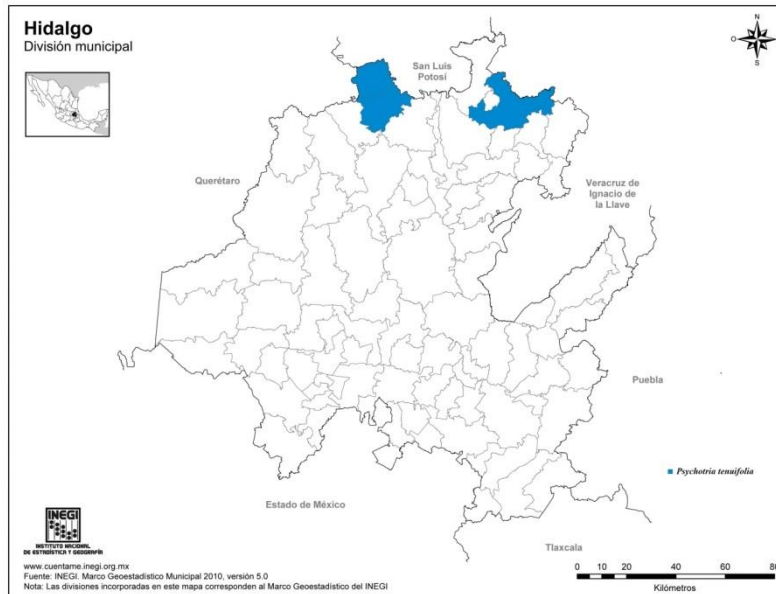 Hidalgo
División municipal
N
O
E
S
San Luis
Potosí
Querétaro
Veracruz de
Ignacio de
la Llave
Puebla
Psychotria tenuifolia
Estado de México
Tlaxcala
INEGI
INSTITUTO NACIONAL
DE ESTADÍSTICA Y GEOGRAFÍA
www.cuentame.inegi.org.mx
Fuente: INEGI. Marco Geoestadístico Municipal 2010, versión 5.0
Nota: Las divisiones incorporadas en este mapa corresponden al Marco Geoestadístico del INEGI
0 10 20 40 60 80
Kilómetros